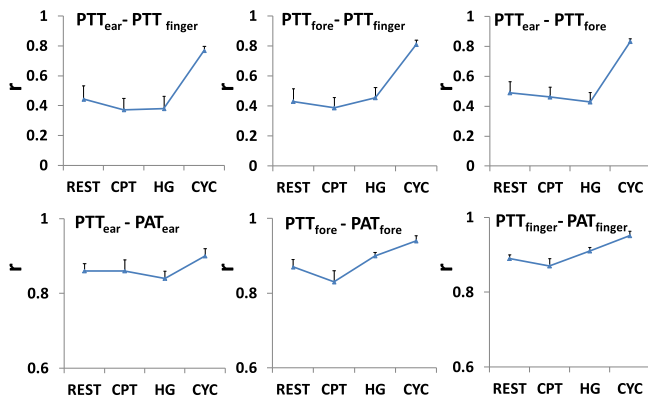 PTTear - PTT finger
1
0.8
0.6
0.4
0.2
0
r
REST CPT HG CYC
PTTfore - PTTfinger
1
0.8
0.6
0.4
0.2
0
r
REST CPT HG CYC
PTTear - PTTfore
1
0.8
0.6
0.4
0.2
0
r
REST CPT HG CYC
PTTear - PATear
1
0.8
0.6
r
REST CPT HG CYC
PTTfore - PATfore
1
0.8
0.6
r
REST CPT HG CYC
PTTfinger - PATfinger
1
0.8
0.6
r
REST CPT HG CYC